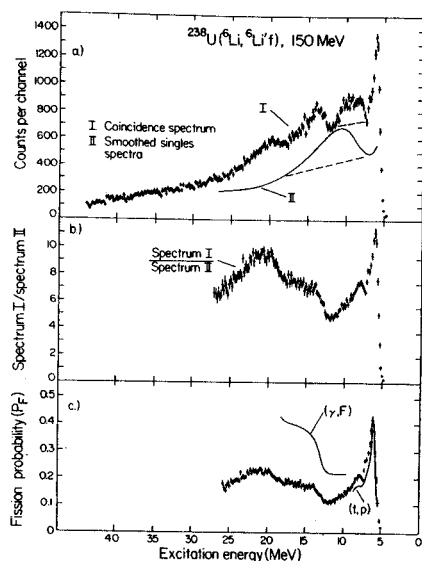 ²³⁸U(⁶Li,⁶Li'f), 150 MeV
a.)
Counts per channel
1400
1200
1000
800
600
400
200
0
I
I Coincidence spectrum
II Smoothed singles
spectra
II
b.)
Spectrum I/spectrum II
10
8
6
4
2
0
Spectrum I
Spectrum II
c.)
Fission probability (P_F)
0.5
0.4
0.3
0.2
0.1
0
(γ,F)
(t,p)
40 35 30 25 20 15 10 5 0
Excitation energy (MeV)